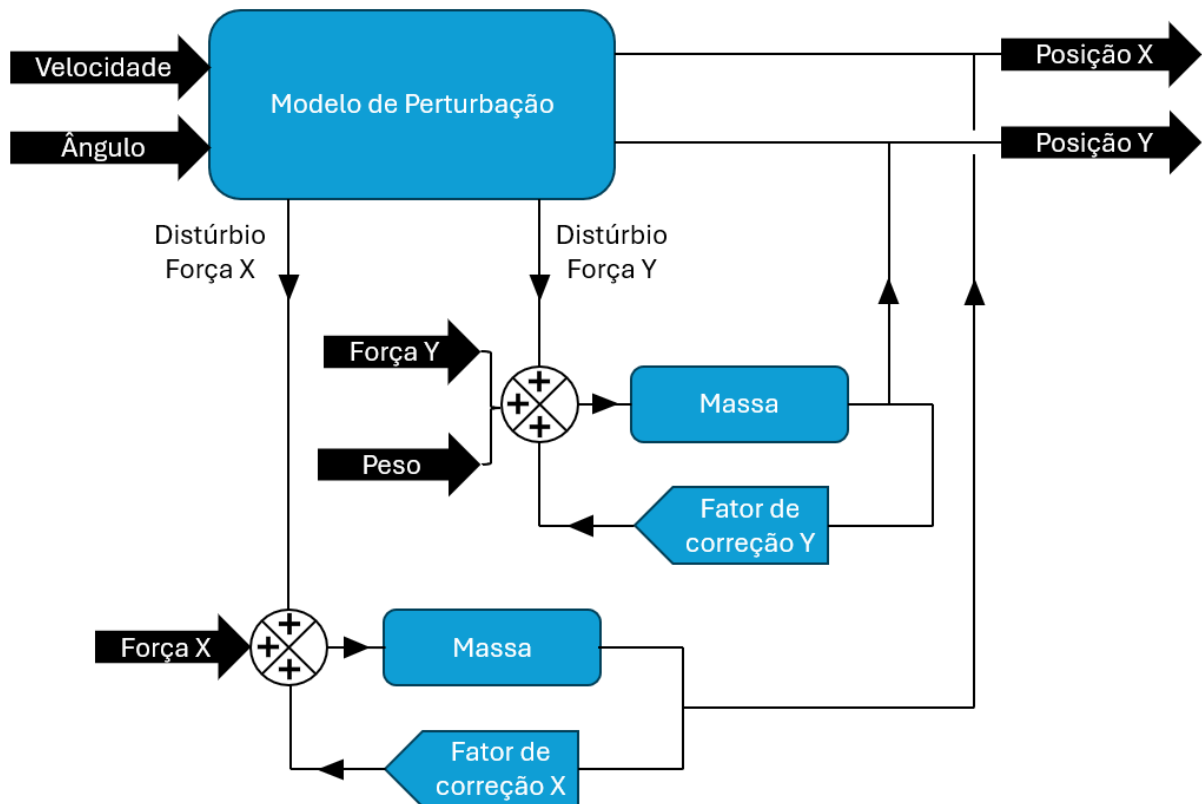 Velocidade
Ângulo
Modelo de Perturbação
Posição X
Posição Y
Distúrbio
Força X
Distúrbio
Força Y
Força Y
Peso
+
+
+
Massa
Fator de
correção Y
Força X
+
+
+
Massa
Fator de
correção X